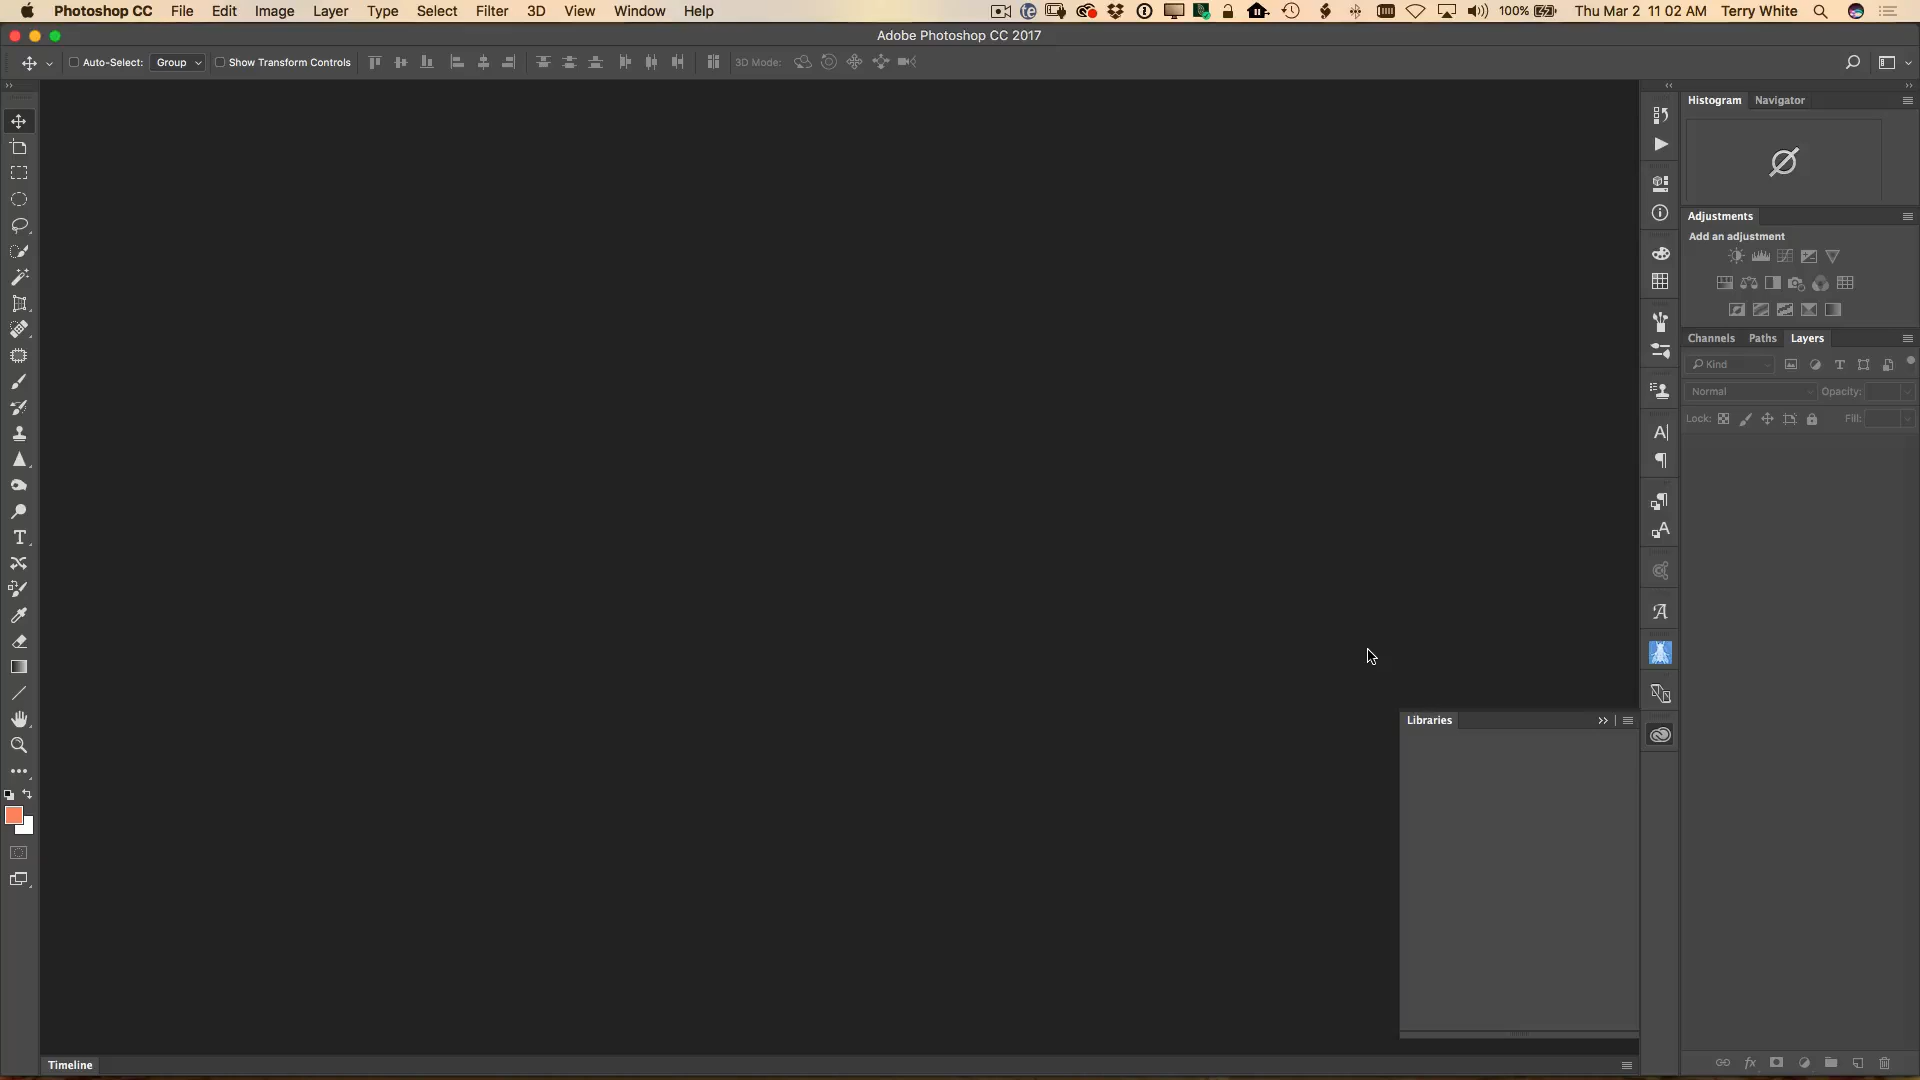 Photoshop CC File Edit Image Layer Type Select Filter 3D View Window Help 100% Thu Mar 2 11:02 AM Terry White
Adobe Photoshop CC 2017
Auto-Select: Group Show Transform Controls 3D Mode:
Histogram Navigator
Adjustments
Add an adjustment
Channels Paths Layers
Kind
Normal Opacity:
Lock: Fill:
Libraries
Timeline